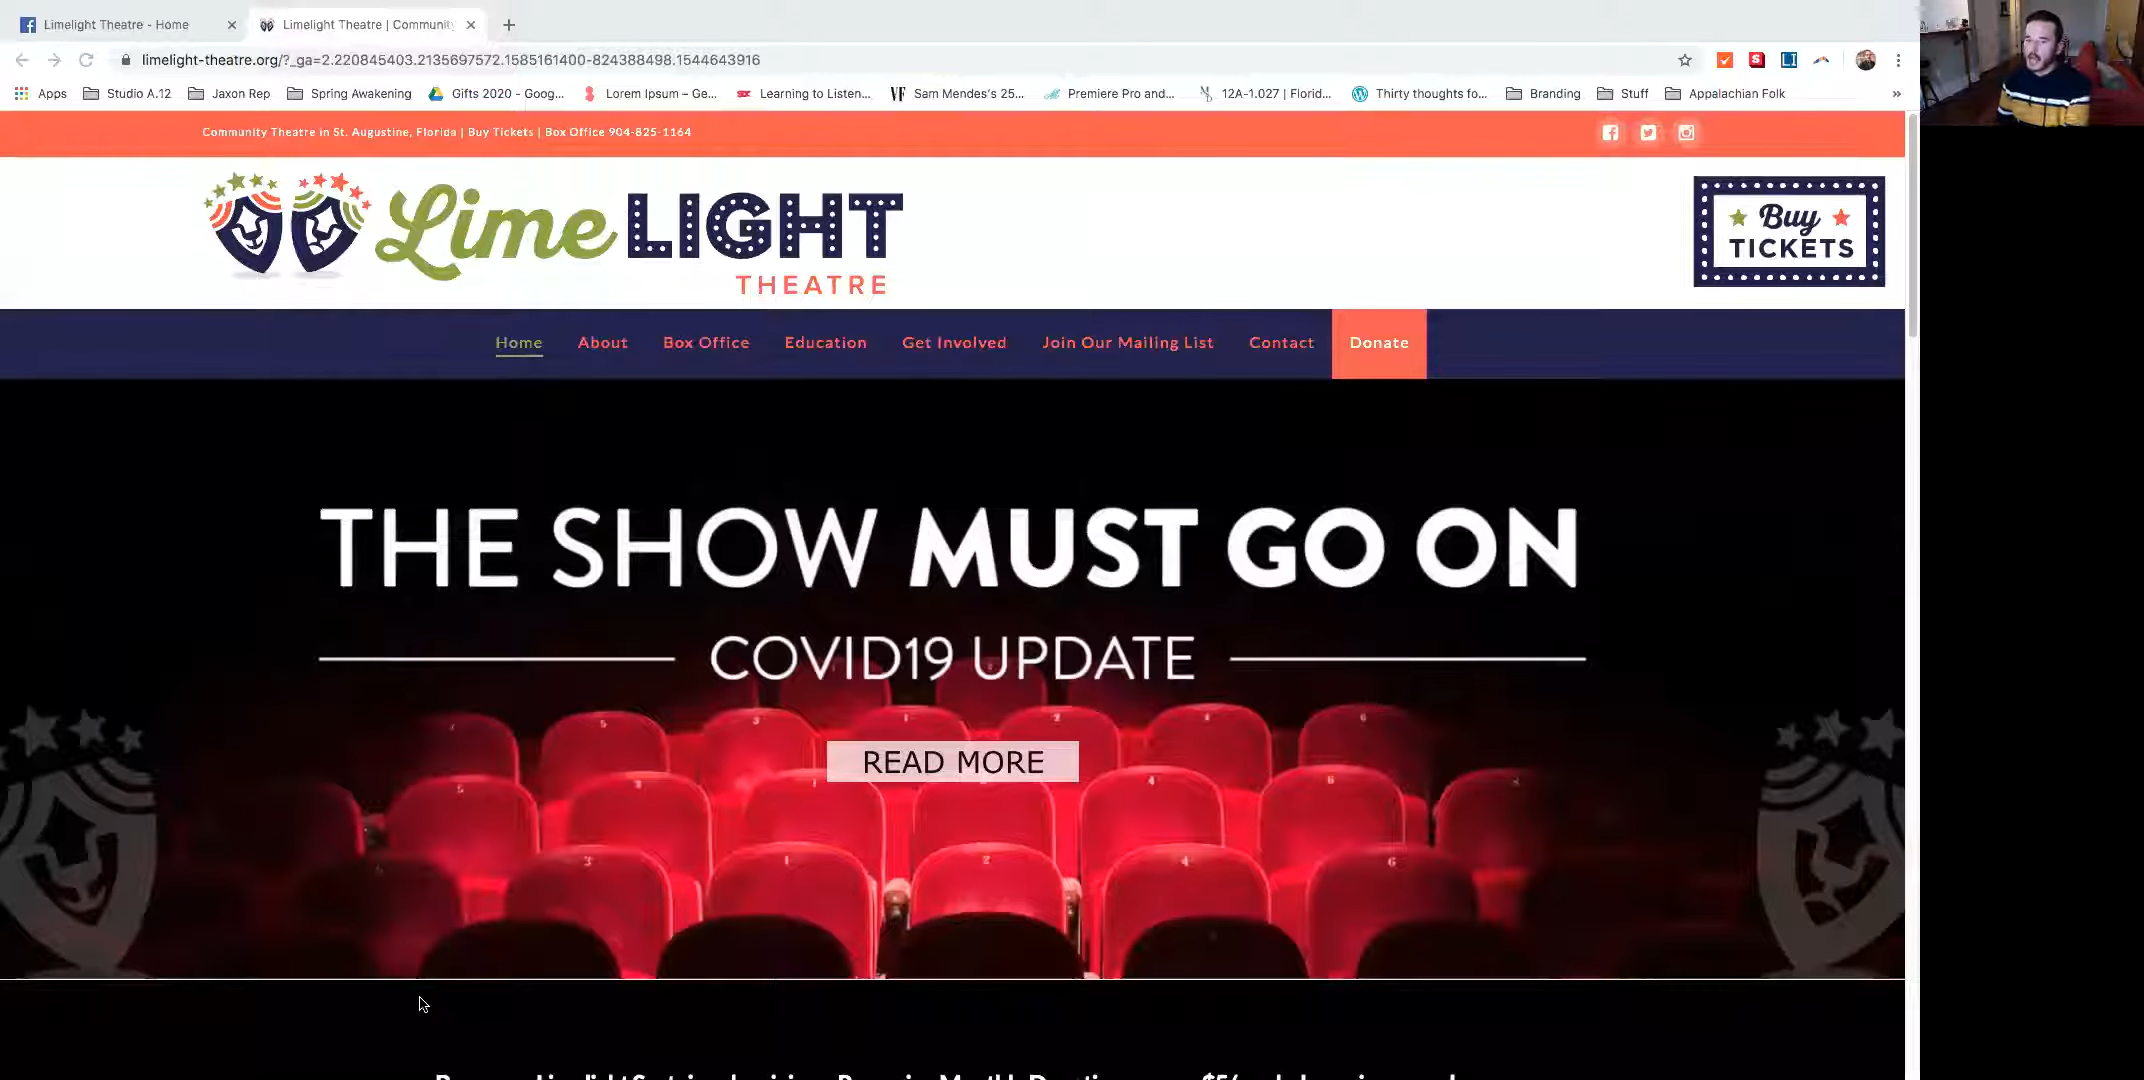 Limelight Theatre - Home
Limelight Theatre | Communit
limelight-theatre.org/?_ga=2.220845403.2135697572.1585161400-824388498.1544643916
Apps Studio A.12 Jaxon Rep Spring Awakening Gifts 2020 - Goog... Lorem Ipsum – Ge... Learning to Listen... VF Sam Mendes's 25... Premiere Pro and... 12A-1.027 | Florid... Thirty thoughts fo... Branding Stuff Appalachian Folk »
Community Theatre in St. Augustine, Florida | Buy Tickets | Box Office 904-825-1164
LimeLIGHT
THEATRE
Buy
TICKETS
Home About Box Office Education Get Involved Join Our Mailing List Contact Donate
THE SHOW MUST GO ON
COVID19 UPDATE
READ MORE